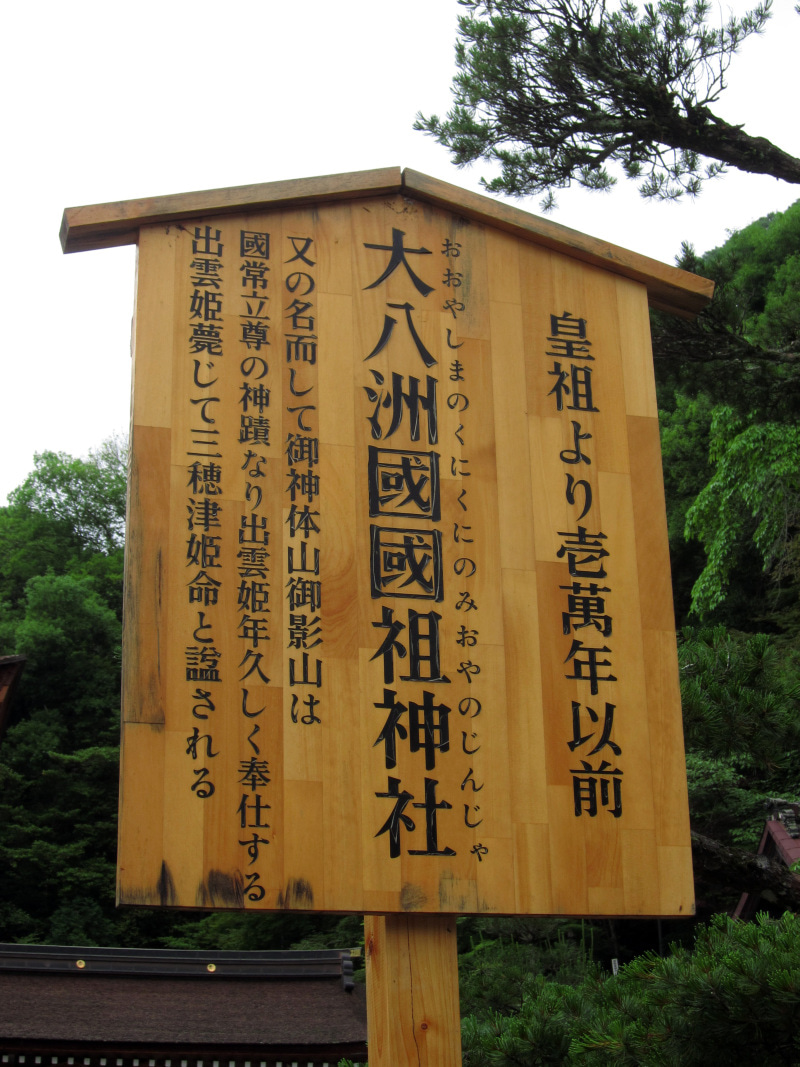 皇祖より壱萬年以前
おおやしまのくにくにのみおやのじんじゃ
大八洲國國祖神社
又の名而して御神体山御影山は
國常立尊の神蹟なり出雲姫年久しく奉仕する
出雲姫薨じて三穂津姫命と諡される